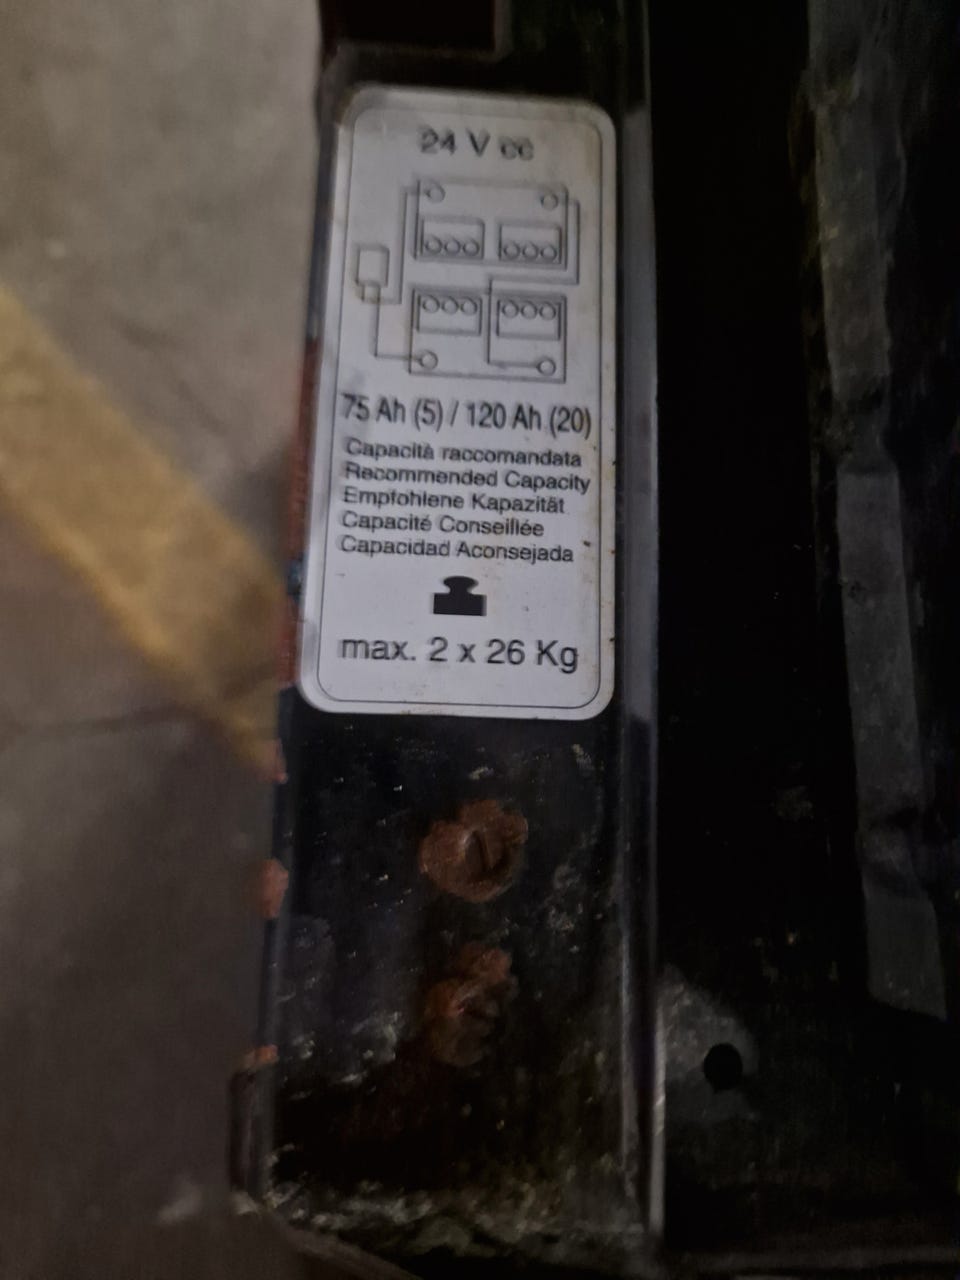 24 V cc
75 Ah (5) / 120 Ah (20)
Capacità raccomandata
Recommended Capacity
Empfohlene Kapazität
Capacité Conseillée
Capacidad Aconsejada
max. 2 x 26 Kg